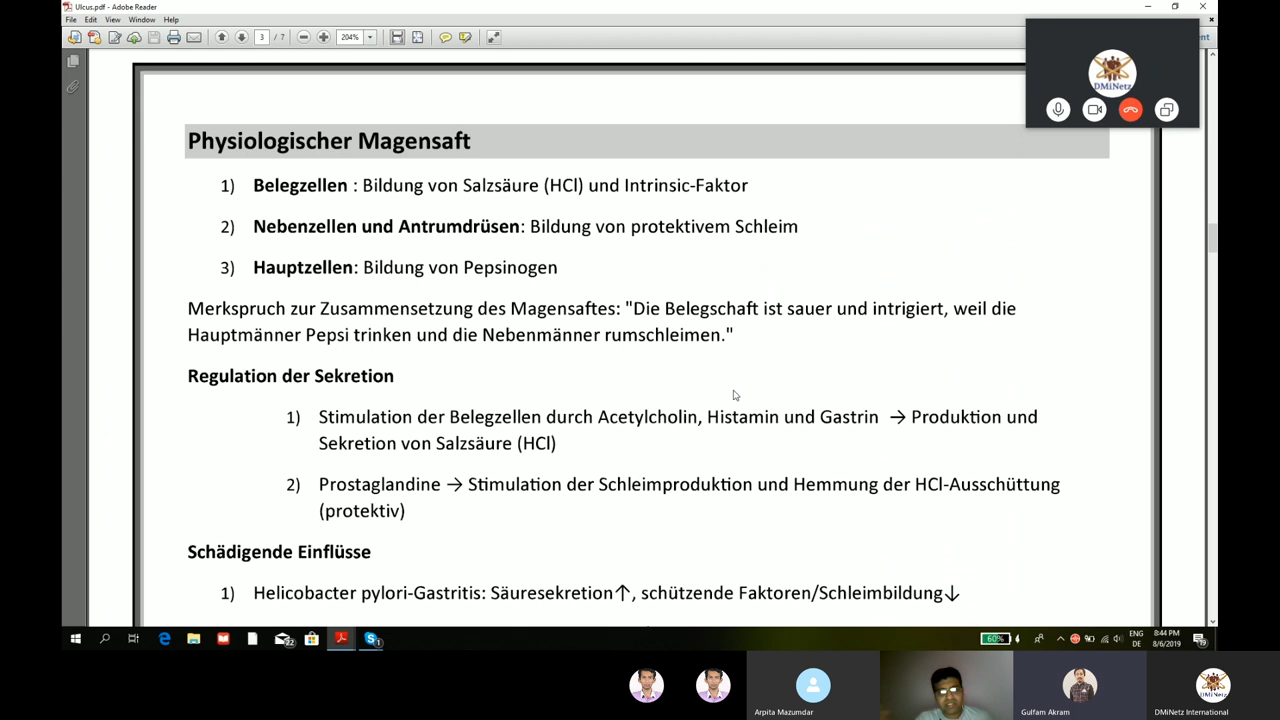 Ulcus.pdf - Adobe Reader
File Edit View Window Help
3 / 7 204%
DMiNetz
Physiologischer Magensaft
1) Belegzellen : Bildung von Salzsäure (HCl) und Intrinsic-Faktor
2) Nebenzellen und Antrumdrüsen: Bildung von protektivem Schleim
3) Hauptzellen: Bildung von Pepsinogen
Merkspruch zur Zusammensetzung des Magensaftes: "Die Belegschaft ist sauer und intrigiert, weil die
Hauptmänner Pepsi trinken und die Nebenmänner rumschleimen."
Regulation der Sekretion
1) Stimulation der Belegzellen durch Acetylcholin, Histamin und Gastrin → Produktion und
Sekretion von Salzsäure (HCl)
2) Prostaglandine → Stimulation der Schleimproduktion und Hemmung der HCl-Ausschüttung
(protektiv)
Schädigende Einflüsse
1) Helicobacter pylori-Gastritis: Säuresekretion↑, schützende Faktoren/Schleimbildung↓
22
1
60%
ENG
DE
8:44 PM
8/6/2019
Arpita Mazumdar
Gulfam Akram
DMiNetz
DMiNetz International